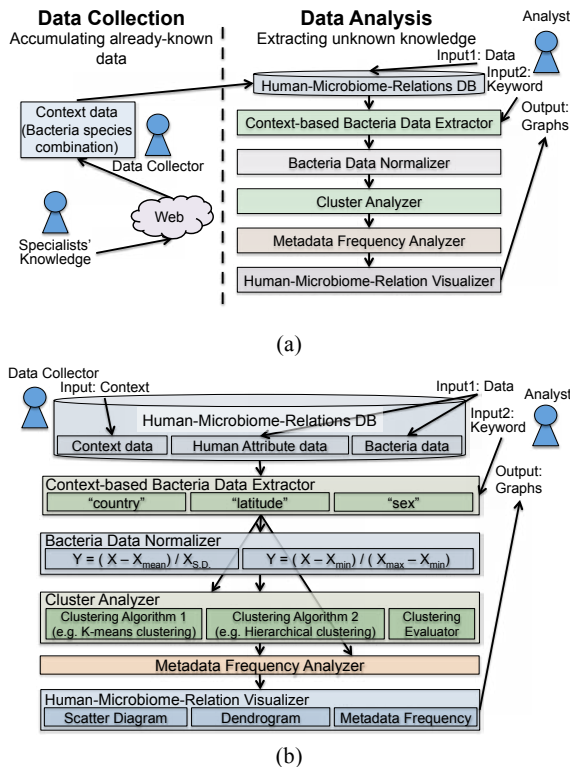 Data Collection
Accumulating already-known
data
Data Analysis
Extracting unknown knowledge
Analyst
Input1: Data
Input2:
Keyword
Output:
Graphs
Human-Microbiome-Relations DB
Context data
(Bacteria species
combination)
Data Collector
Context-based Bacteria Data Extractor
Bacteria Data Normalizer
Cluster Analyzer
Web
Specialists'
Knowledge
Metadata Frequency Analyzer
Human-Microbiome-Relation Visualizer
(a)
Data Collector
Input: Context
Input1: Data
Analyst
Input2:
Keyword
Output:
Graphs
Human-Microbiome-Relations DB
Context data
Human Attribute data
Bacteria data
Context-based Bacteria Data Extractor
"country"
"latitude"
"sex"
Bacteria Data Normalizer
Y = ( X – Xmean) / XS.D.
Y = ( X – Xmin) / ( Xmax – Xmin)
Cluster Analyzer
Clustering Algorithm 1
(e.g. K-means clustering)
Clustering Algorithm 2
(e.g. Hierarchical clustering)
Clustering
Evaluator
Metadata Frequency Analyzer
Human-Microbiome-Relation Visualizer
Scatter Diagram
Dendrogram
Metadata Frequency
(b)